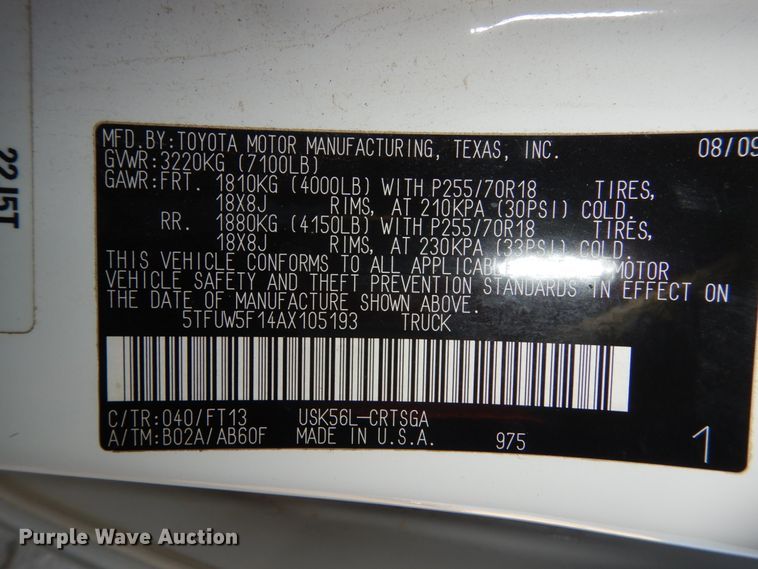 MFD.BY:TOYOTA MOTOR MANUFACTURING, TEXAS, INC. 08/09
GVWR:3220KG (7100LB)
GAWR:FRT. 1810KG (4000LB) WITH P255/70R18 TIRES,
18X8J RIMS, AT 210KPA (30PSI) COLD.
RR. 1880KG (4150LB) WITH P255/70R18 TIRES,
18X8J RIMS, AT 230KPA (33PSI) COLD.
THIS VEHICLE CONFORMS TO ALL APPLICABLE MOTOR
VEHICLE SAFETY AND THEFT PREVENTION STANDARDS IN EFFECT ON
THE DATE OF MANUFACTURE SHOWN ABOVE.
5TFUW5F14AX105193 TRUCK
C/TR:040/FT13 USK56L-CRTSGA
A/TM:B02A/AB60F MADE IN U.S.A. 975 1
22J5T
Purple Wave Auction